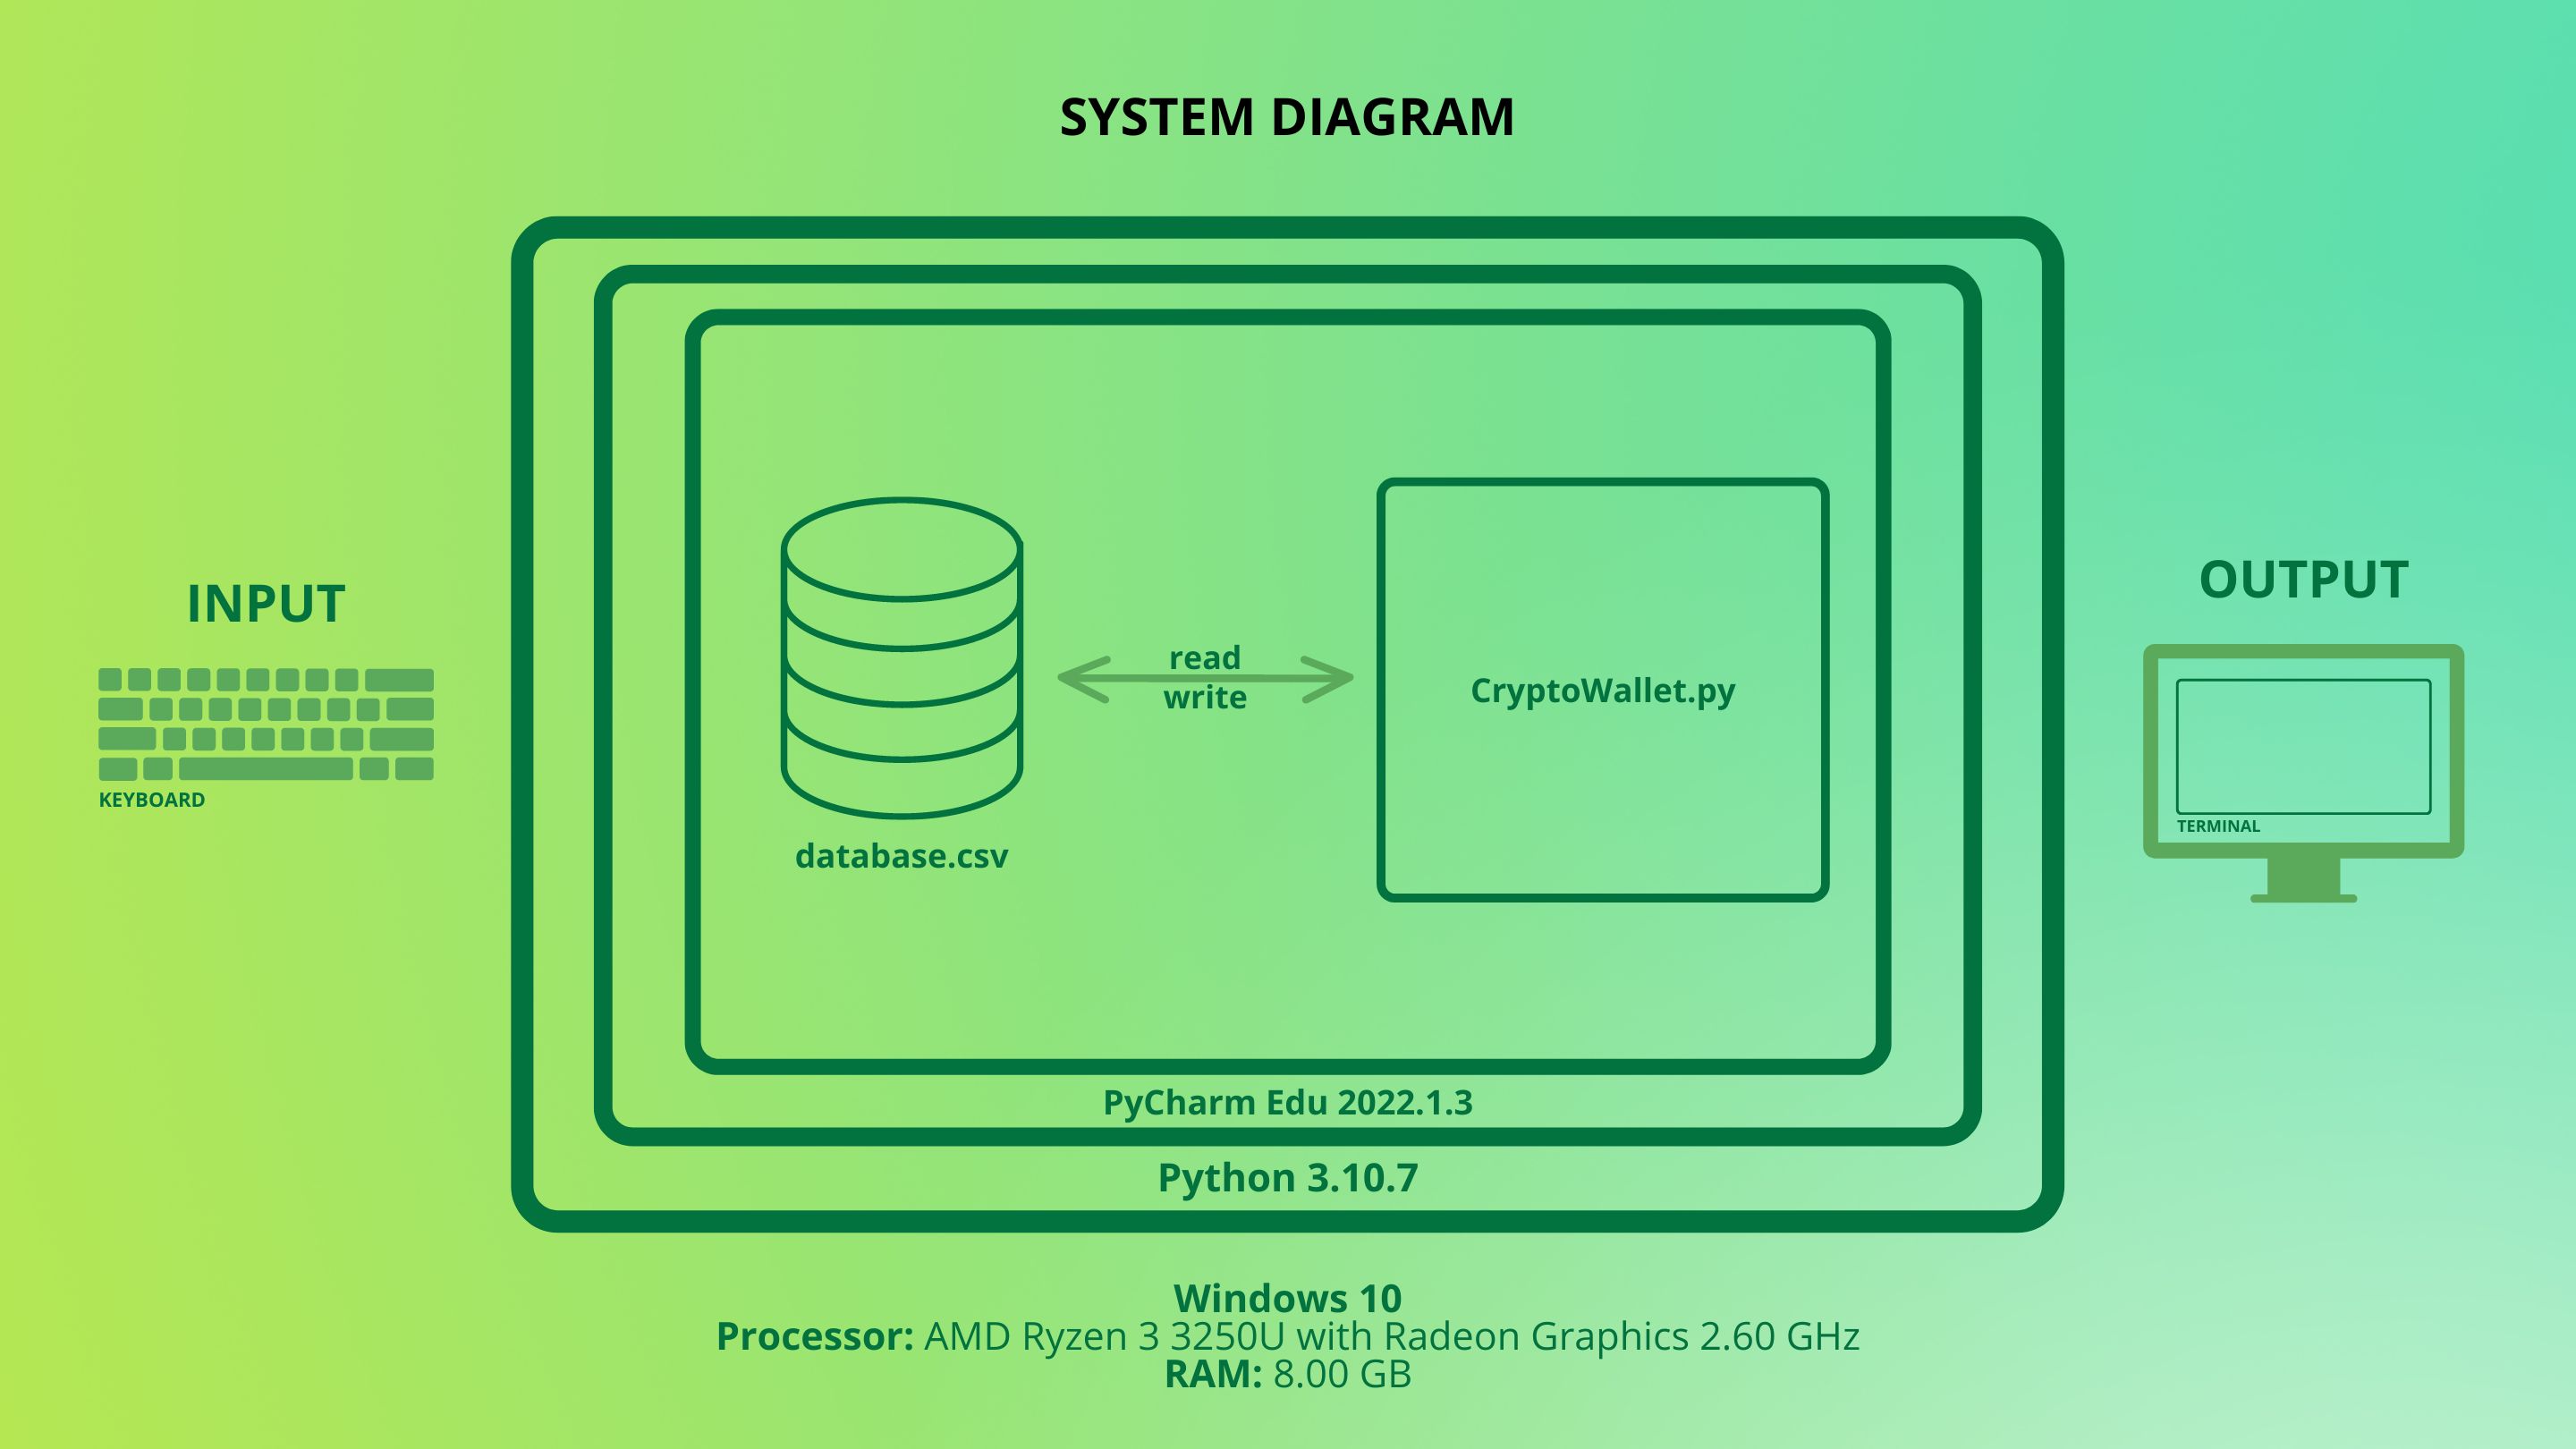 SYSTEM DIAGRAM
INPUT
KEYBOARD
database.csv
read
write
CryptoWallet.py
OUTPUT
TERMINAL
PyCharm Edu 2022.1.3
Python 3.10.7
Windows 10
Processor: AMD Ryzen 3 3250U with Radeon Graphics 2.60 GHz
RAM: 8.00 GB